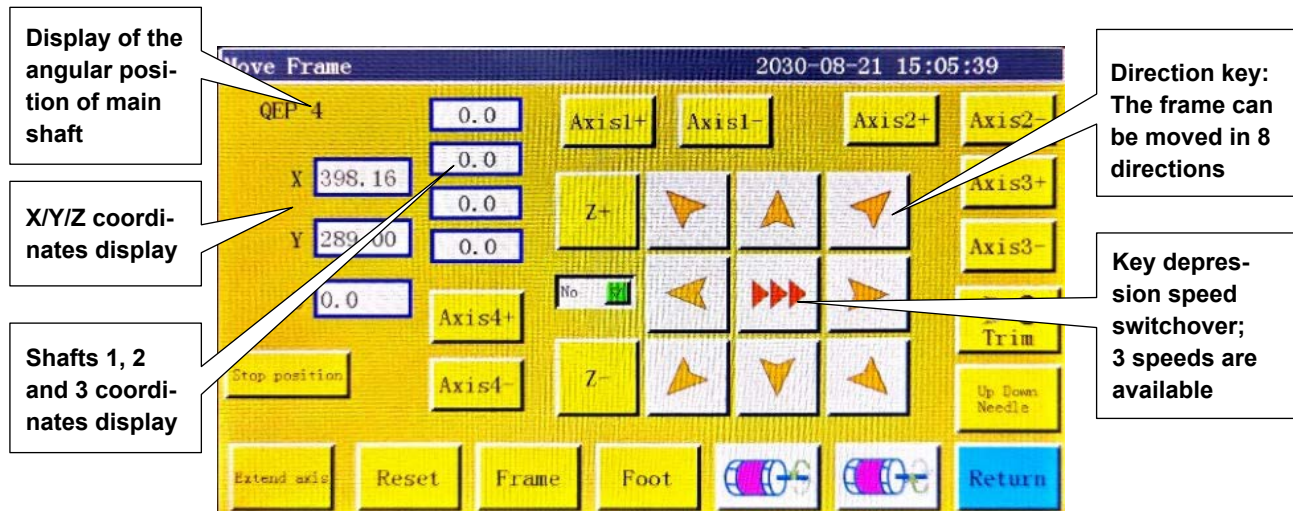 Display of the
angular posi-
tion of main
shaft
X/Y/Z coordi-
nates display
Shafts 1, 2
and 3 coordi-
nates display
Move Frame
2030-08-21 15:05:39
QEP 4
0.0
Axis1+
Axis1-
Axis2+
Axis2-
X 398.16
0.0
0.0
Z+
Axis3+
Y 289.00
0.0
Axis3-
0.0
No
Axis4+
Trim
Stop position
Axis4-
Z-
Up Down
Needle
Extend axis
Reset
Frame
Foot
Return
Direction key:
The frame can
be moved in 8
directions
Key depres-
sion speed
switchover;
3 speeds are
available